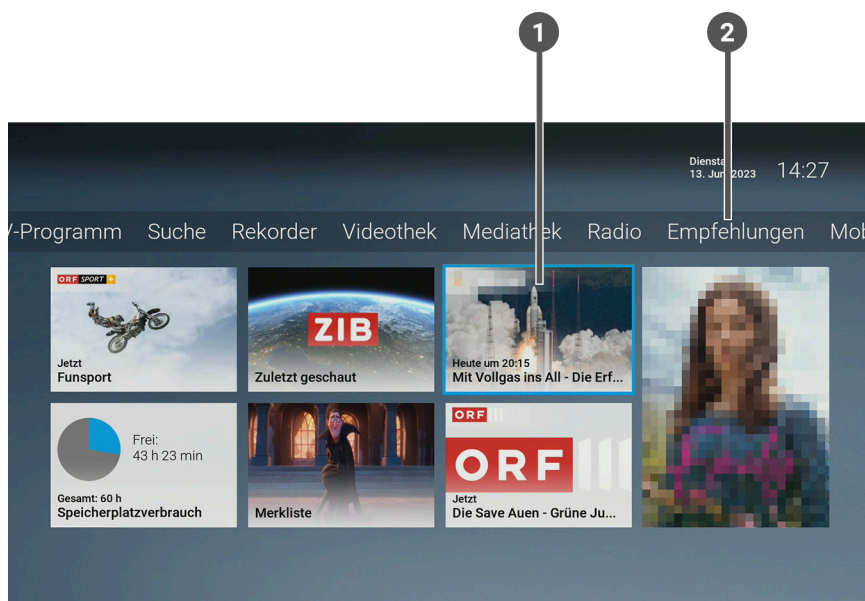 1
2
Dienstag
13. Jun 2023
14:27
V-Programm Suche Rekorder Videothek Mediathek Radio Empfehlungen Mob
ORF SPORT +
Jetzt
Funsport
ZIB
Zuletzt geschaut
Heute um 20:15
Mit Vollgas ins All - Die Erf...
Frei:
43 h 23 min
Gesamt: 60 h
Speicherplatzverbrauch
Merkliste
ORF
ORF
Jetzt
Die Save Auen - Grüne Ju...